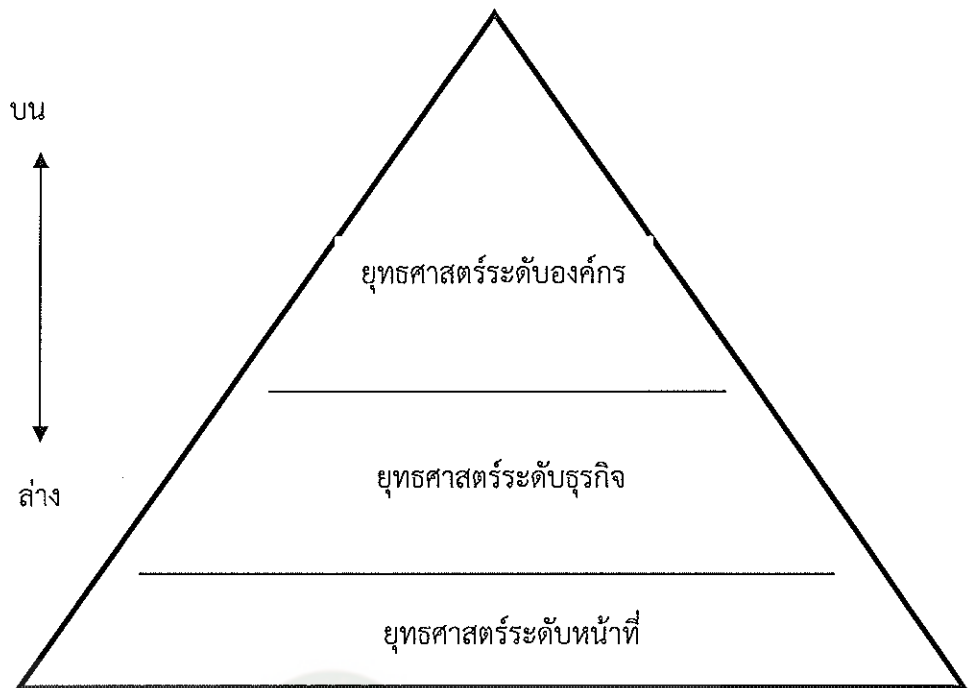 บน
ยุทธศาสตร์ระดับองค์กร
ยุทธศาสตร์ระดับธุรกิจ
ล่าง
ยุทธศาสตร์ระดับหน้าที่